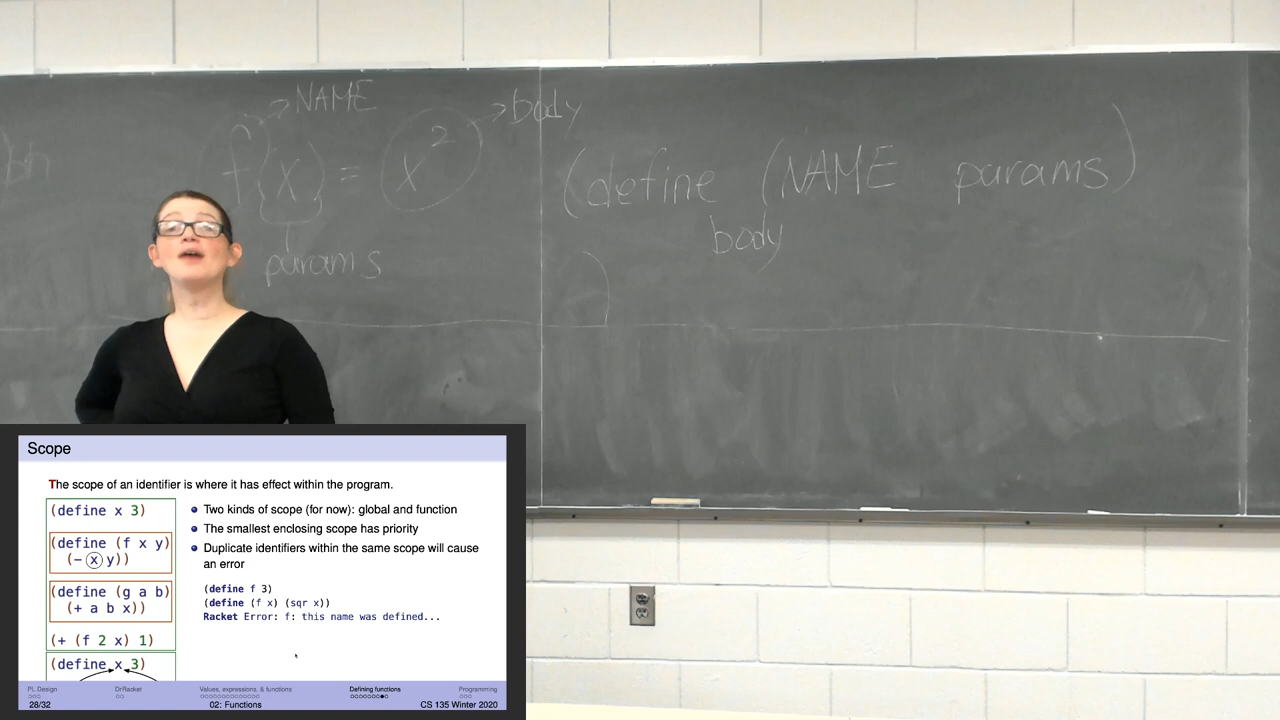 NAME
body
f(x) = x²
params
(define (NAME params)
body
)
Scope
The scope of an identifier is where it has effect within the program.
(define x 3)
(define (f x y)
(- x y))
(define (g a b)
(+ a b x))
(+ (f 2 x) 1)
(define x 3)
Two kinds of scope (for now): global and function
The smallest enclosing scope has priority
Duplicate identifiers within the same scope will cause
an error
(define f 3)
(define (f x) (sqr x))
Racket Error: f: this name was defined...
PL Design DrRacket Values, expressions, & functions Defining functions Programming
28/32 02: Functions CS 135 Winter 2020